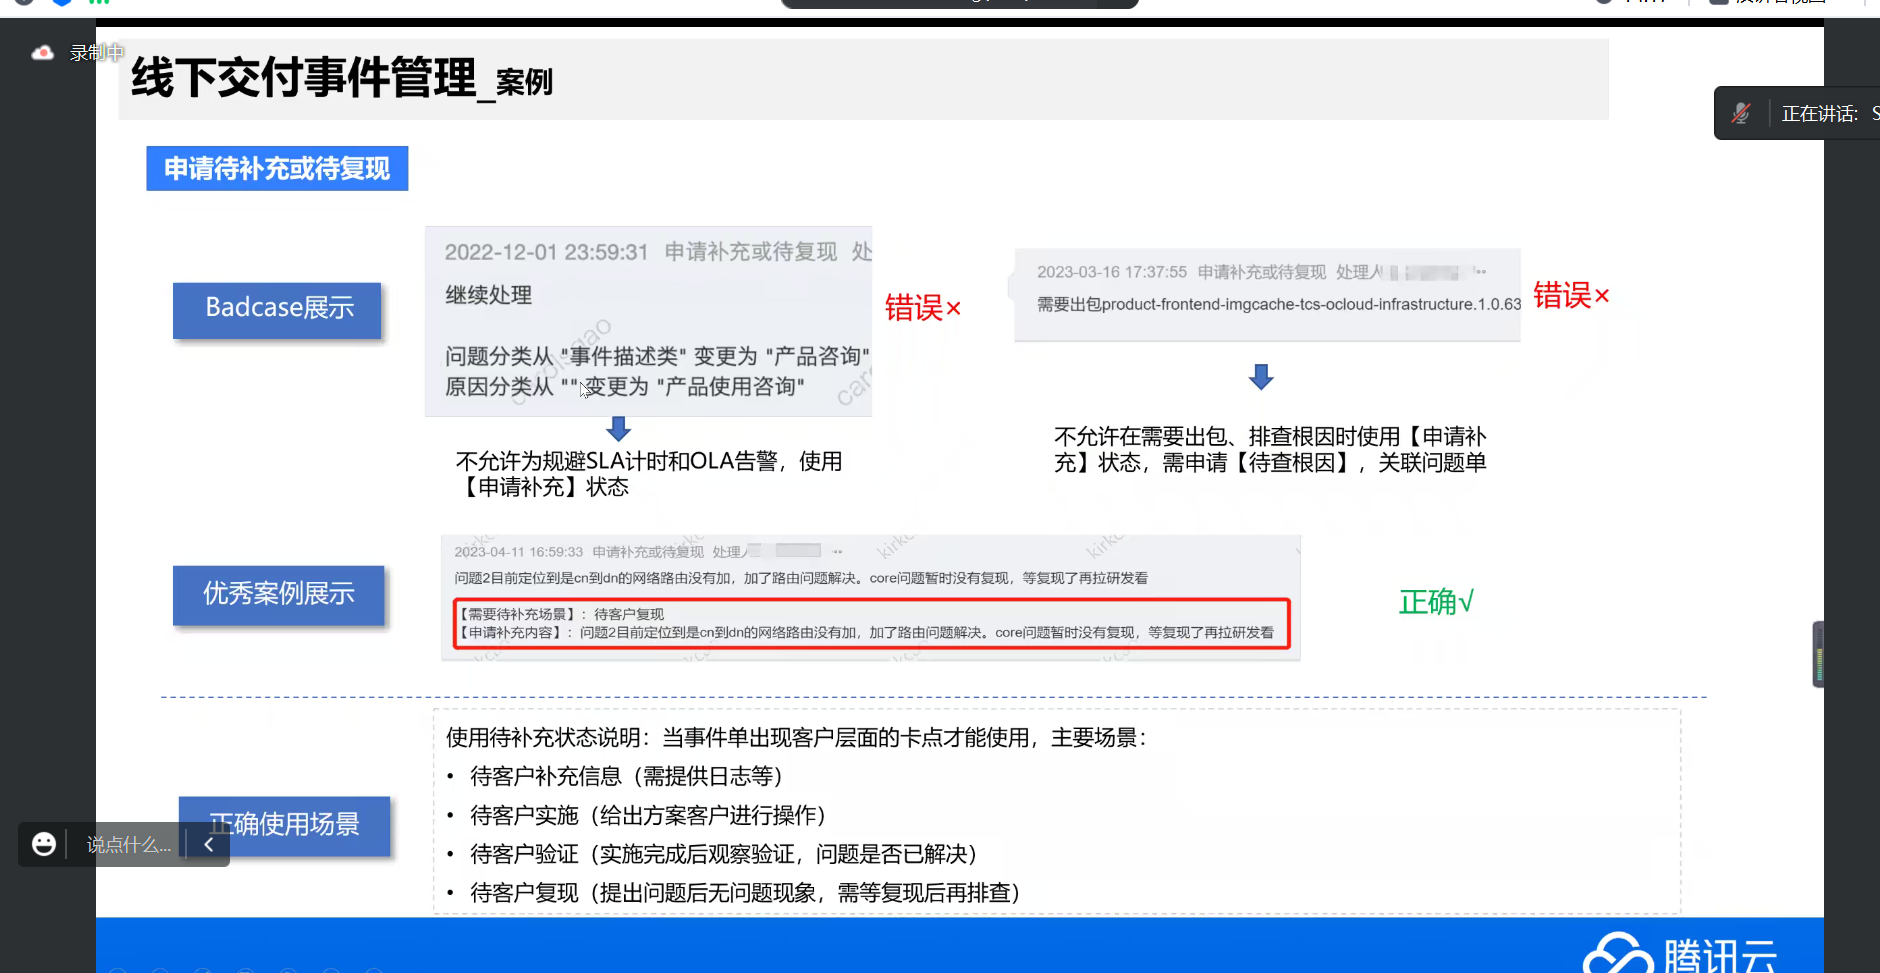 录制中
线下交付事件管理_案例
正在讲话:
申请待补充或待复现
Badcase展示
2022-12-01 23:59:31 申请补充或待复现 处
继续处理
问题分类从 "事件描述类" 变更为 "产品咨询"
原因分类从 "" 变更为 "产品使用咨询"
错误×
2023-03-16 17:37:55 申请补充或待复现 处理人
需要出包product-frontend-imgcache-tcs-ocloud-infrastructure.1.0.63
错误×
不允许为规避SLA计时和OLA告警，使用
【申请补充】状态
不允许在需要出包、排查根因时使用【申请补
充】状态，需申请【待查根因】，关联问题单
优秀案例展示
2023-04-11 16:59:33 申请补充或待复现 处理人
问题2目前定位到是cn到dn的网络路由没有加，加了路由问题解决。core问题暂时没有复现，等复现了再拉研发看
【需要待补充场景】：待客户复现
【申请补充内容】：问题2目前定位到是cn到dn的网络路由没有加，加了路由问题解决。core问题暂时没有复现，等复现了再拉研发看
正确√
正确使用场景
使用待补充状态说明：当事件单出现客户层面的卡点才能使用，主要场景：
• 待客户补充信息（需提供日志等）
• 待客户实施（给出方案客户进行操作）
• 待客户验证（实施完成后观察验证，问题是否已解决）
• 待客户复现（提出问题后无问题现象，需等复现后再排查）
说点什么...
腾讯云